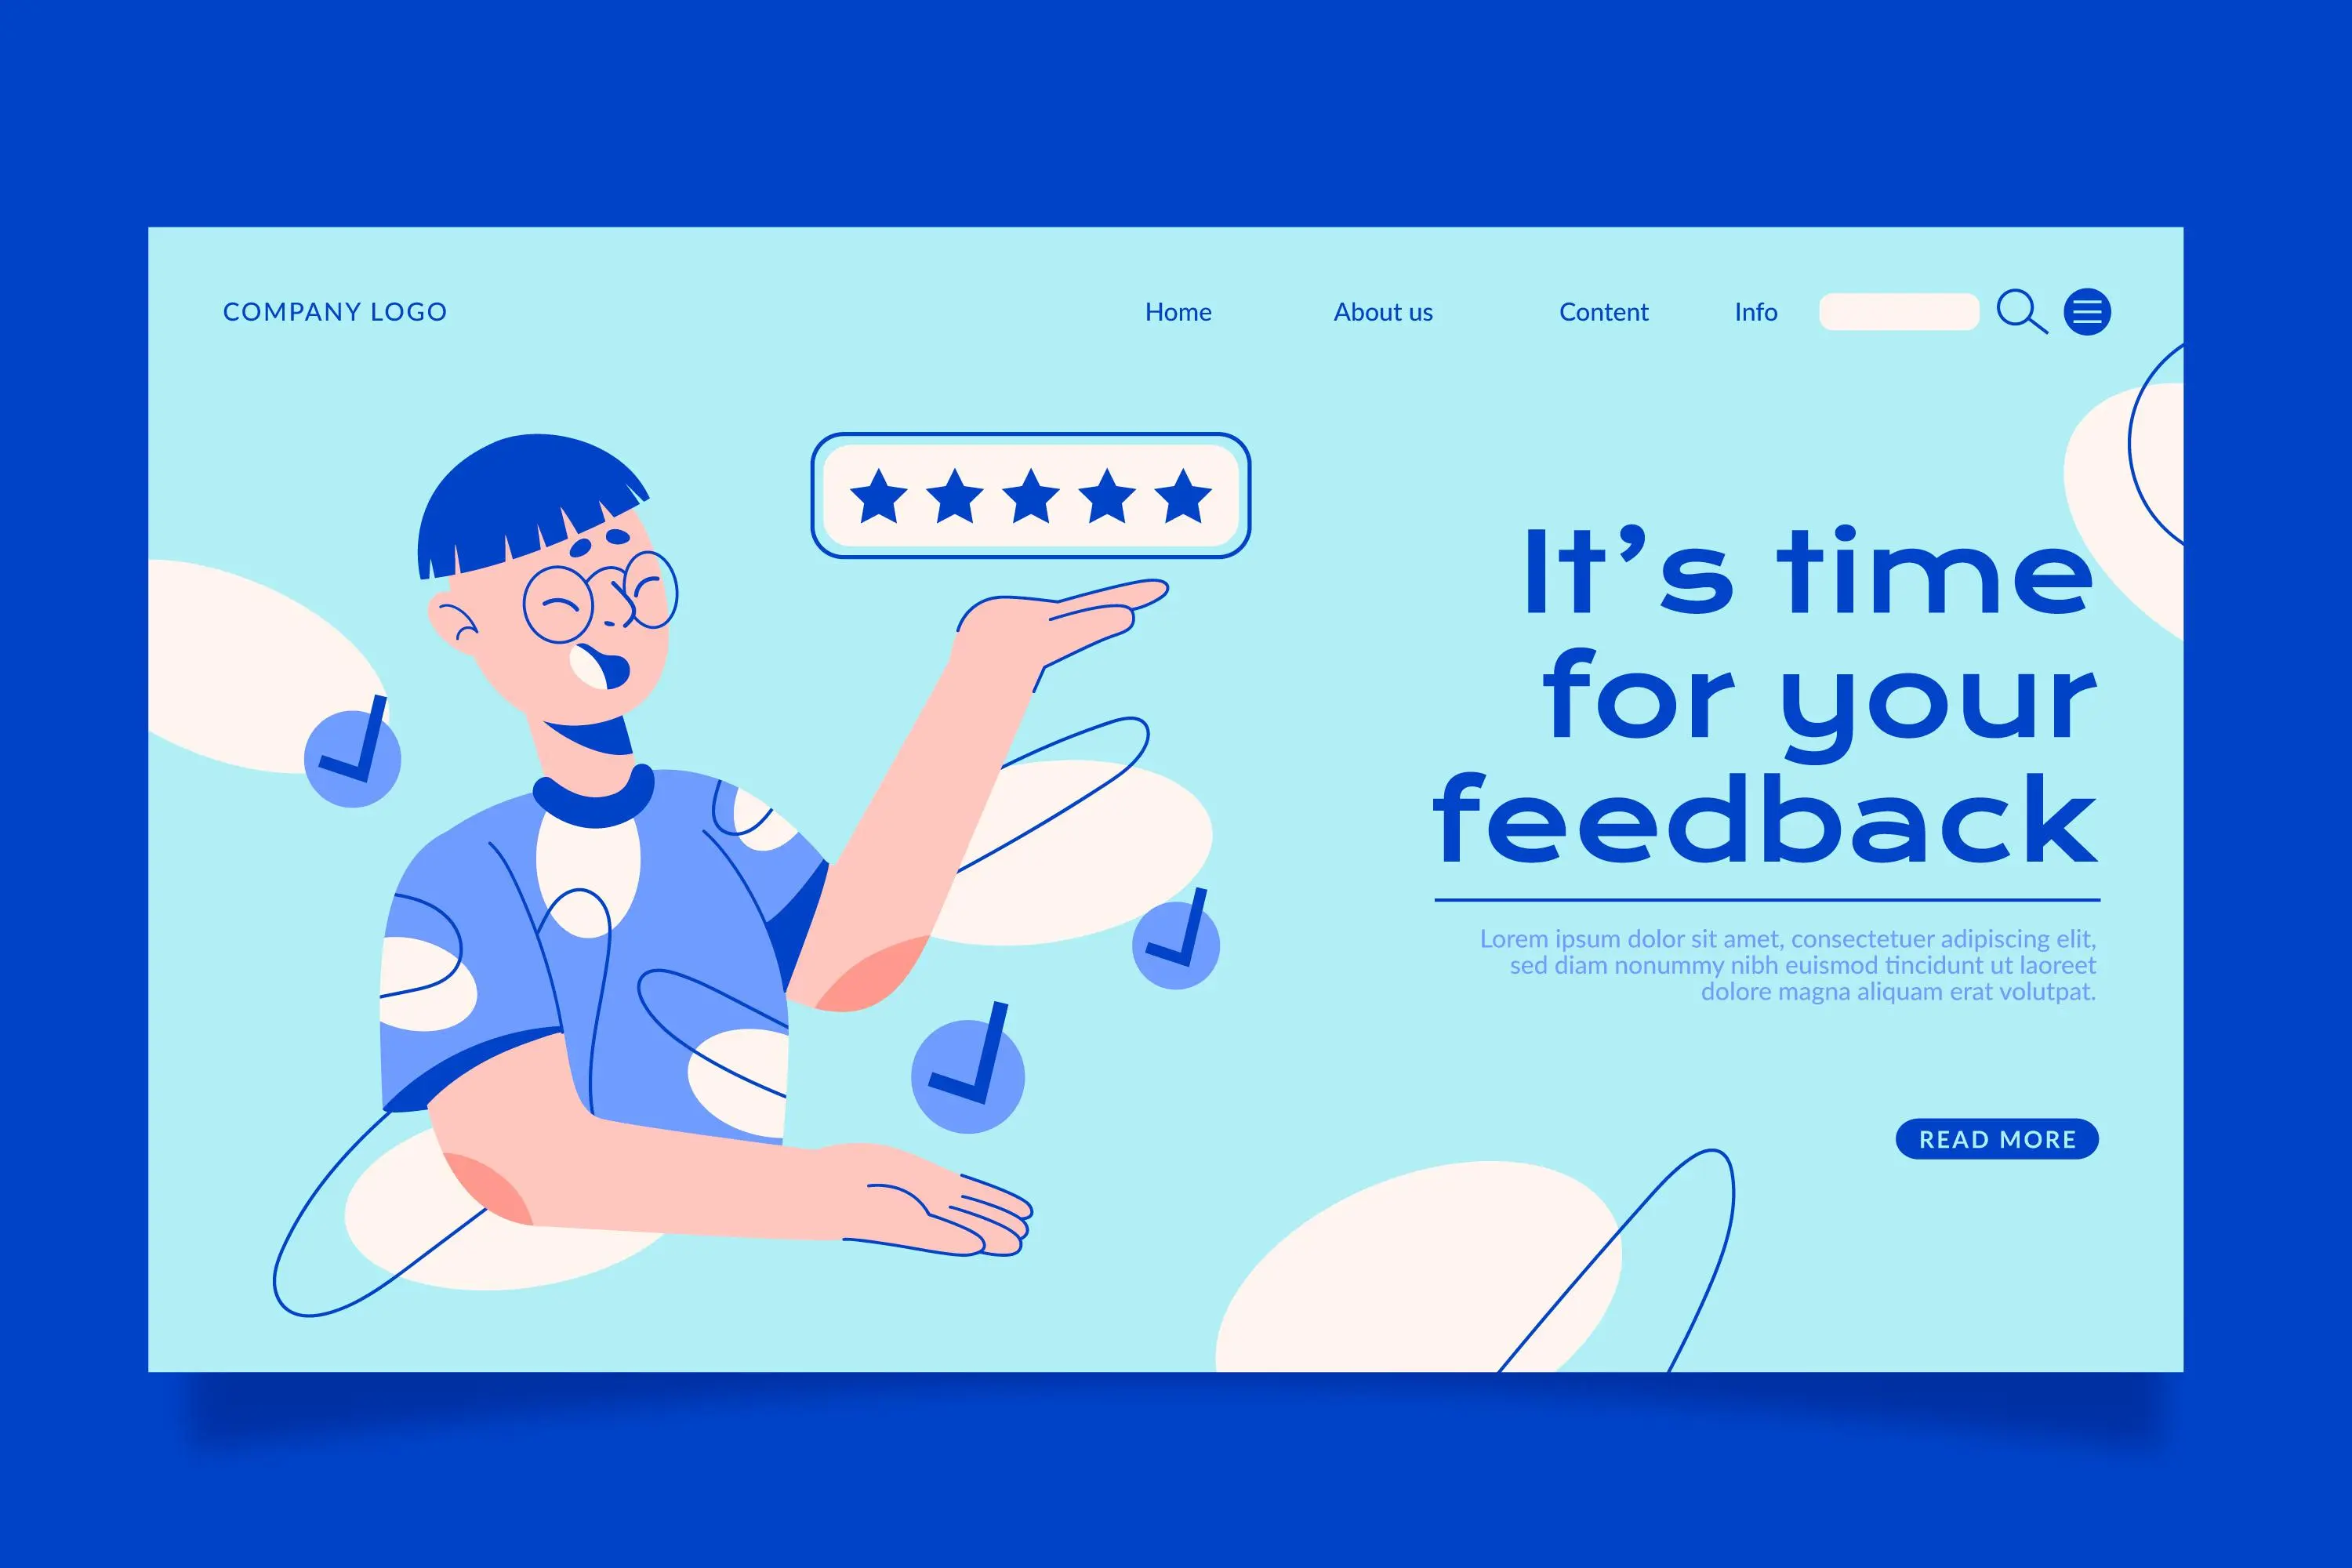 COMPANY LOGO
Home
About us
Content
Info
It’s time
for your
feedback
Lorem ipsum dolor sit amet, consectetuer adipiscing elit,
sed diam nonummy nibh euismod tincidunt ut laoreet
dolore magna aliquam erat volutpat.
READ MORE